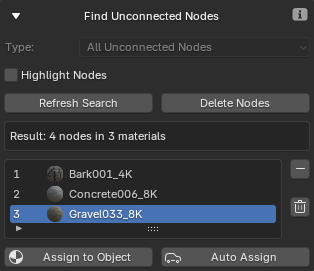 Find Unconnected Nodes
Type: All Unconnected Nodes
Highlight Nodes
Refresh Search Delete Nodes
Result: 4 nodes in 3 materials
1 Bark001_4K
2 Concrete006_8K
3 Gravel033_8K
Assign to Object Auto Assign